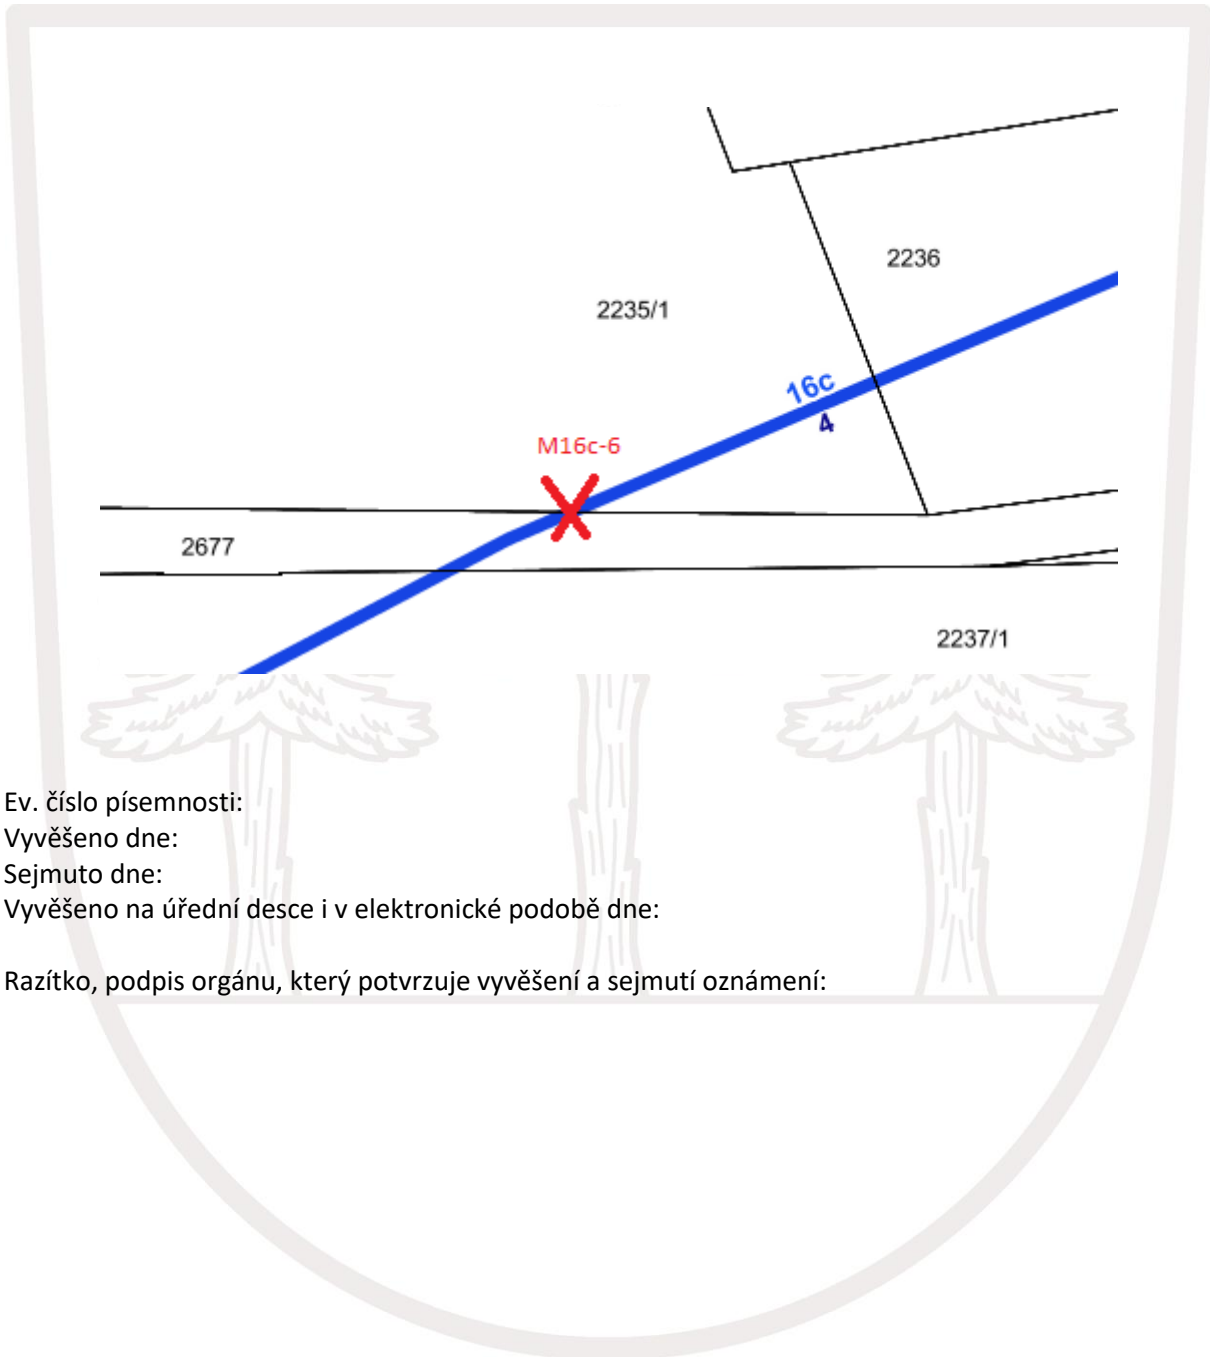 2236
2235/1
16c
4
M16c-6
2677
2237/1
Ev. číslo písemnosti:
Vyvěšeno dne:
Sejmuto dne:
Vyvěšeno na úřední desce i v elektronické podobě dne:
Razítko, podpis orgánu, který potvrzuje vyvěšení a sejmutí oznámení: